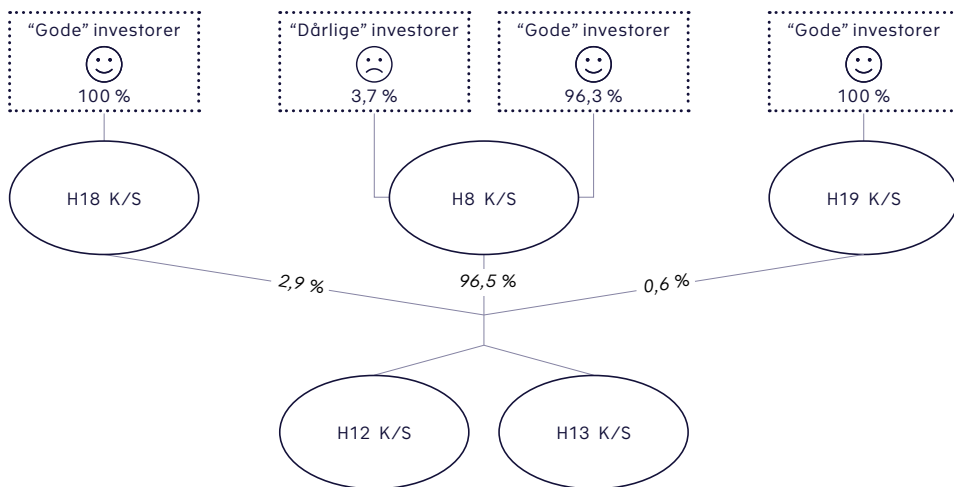 “Gode” investorer
100 %
“Dårlige” investorer
3,7 %
“Gode” investorer
96,3 %
“Gode” investorer
100 %
H18 K/S
H8 K/S
H19 K/S
2,9 %
96,5 %
0,6 %
H12 K/S
H13 K/S